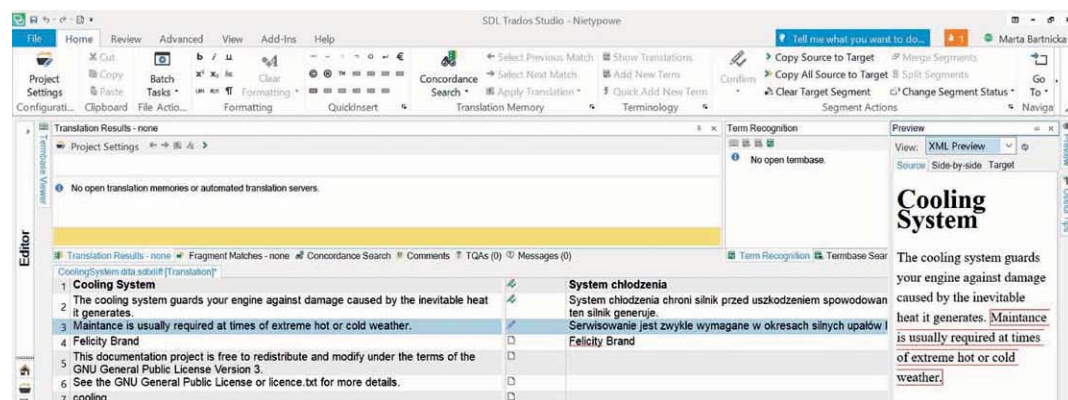 SDL Trados Studio - Nietypowe
File Home Review Advanced View Add-Ins Help Tell me what you want to do... 1 Marta Bartnicka
Project Settings
Cut
Copy
Paste
Batch Tasks
Clear Formatting
Concordance Search
Select Previous Match
Select Next Match
Apply Translation
Show Translations
Add New Term
Quick Add New Term
Confirm
Copy Source to Target
Copy All Source to Target
Clear Target Segment
Merge Segments
Split Segments
Change Segment Status
Go To
Configurati... Clipboard File Actio... Formatting QuickInsert Translation Memory Terminology Segment Actions Naviga
Termbase Viewer
Editor
Translation Results - none
Project Settings
No open translation memories or automated translation servers.
Term Recognition
No open termbase.
Translation Results - none Fragment Matches - none Concordance Search Comments TQAs (0) Messages (0)
Term Recognition Termbase Sear
CoolingSystem dita.sdlxliff [Translation]*
1 Cooling System System chłodzenia
2 The cooling system guards your engine against damage caused by the inevitable heat System chłodzenia chroni silnik przed uszkodzeniem spowodowan
it generates. ten silnik generuje.
3 Maintance is usually required at times of extreme hot or cold weather. Serwisowanie jest zwykle wymagane w okresach silnych upałów l
4 Felicity Brand Felicity Brand
5 This documentation project is free to redistribute and modify under the terms of the
GNU General Public License Version 3.
6 See the GNU General Public License or licence.txt for more details.
7 cooling
Preview
View: XML Preview
Source Side-by-side Target
Cooling
System
The cooling system guards
your engine against damage
caused by the inevitable
heat it generates. Maintance
is usually required at times
of extreme hot or cold
weather.
Preview
Useful Tips